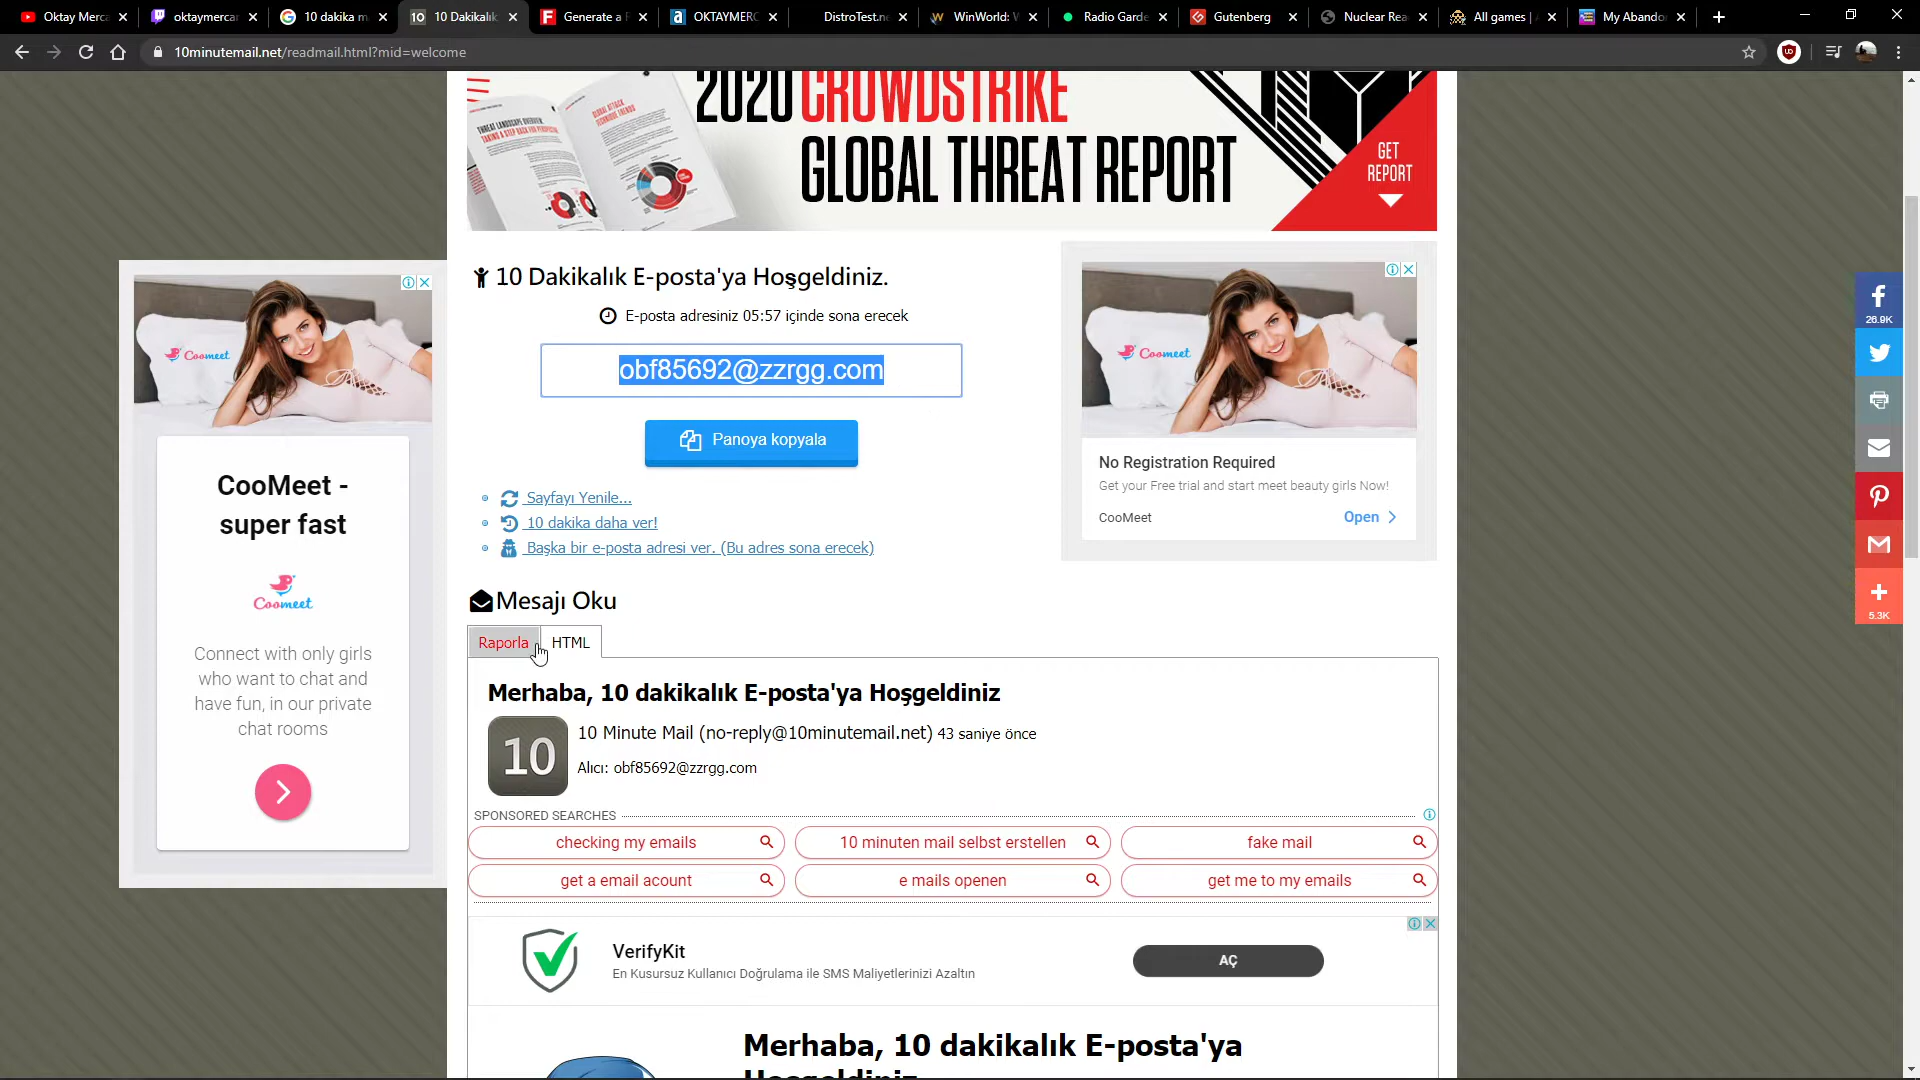 Oktay Merca
oktaymercan
10 dakika m
10 Dakikalık
Generate a F
OKTAYMERC
DistroTest.ne
WinWorld: W
Radio Garde
Gutenberg
Nuclear Rea
All games |
My Abando
10minutemail.net/readmail.html?mid=welcome
2020 CROWDSTRIKE
GLOBAL THREAT REPORT
GET
REPORT
10 Dakikalık E-posta'ya Hoşgeldiniz.
E-posta adresiniz 05:57 içinde sona erecek
obf85692@zzrgg.com
Panoya kopyala
Sayfayı Yenile...
10 dakika daha ver!
Başka bir e-posta adresi ver. (Bu adres sona erecek)
Coomeet
CooMeet -
super fast
Coomeet
Connect with only girls
who want to chat and
have fun, in our private
chat rooms
Coomeet
No Registration Required
Get your Free trial and start meet beauty girls Now!
CooMeet
Open
26.9K
5.3K
Mesajı Oku
Raporla
HTML
Merhaba, 10 dakikalık E-posta'ya Hoşgeldiniz
10
10 Minute Mail (no-reply@10minutemail.net) 43 saniye önce
Alıcı: obf85692@zzrgg.com
SPONSORED SEARCHES
checking my emails
10 minuten mail selbst erstellen
fake mail
get a email acount
e mails openen
get me to my emails
VerifyKit
En Kusursuz Kullanıcı Doğrulama ile SMS Maliyetlerinizi Azaltın
AÇ
Merhaba, 10 dakikalık E-posta'ya
Hoşgeldiniz